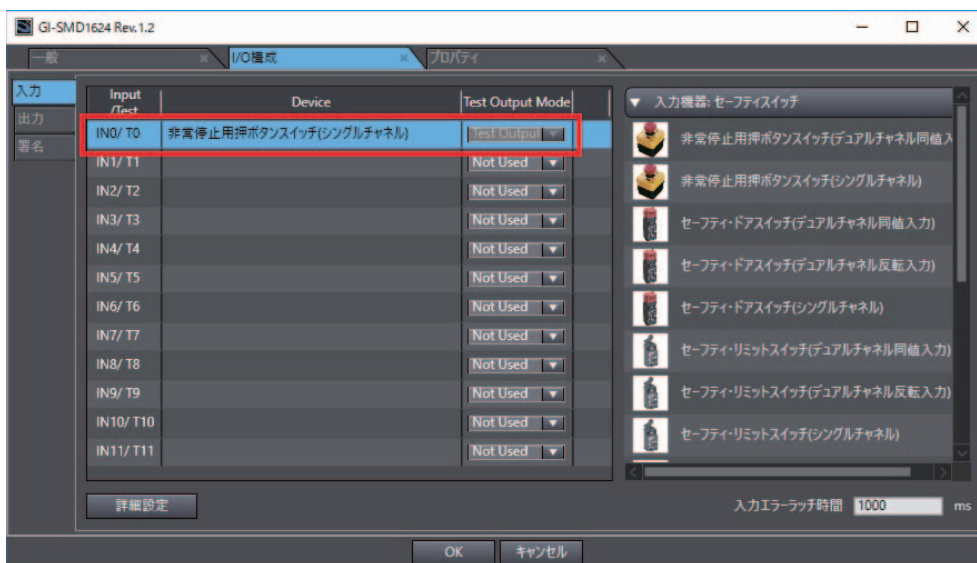 GI-SMD1624 Rev.1.2
一般
I/O構成
プロパティ
入力
出力
署名
Input /Test Device Test Output Mode
IN0/ T0 非常停止用押ボタンスイッチ(シングルチャネル) Test Output
IN1/ T1 Not Used
IN2/ T2 Not Used
IN3/ T3 Not Used
IN4/ T4 Not Used
IN5/ T5 Not Used
IN6/ T6 Not Used
IN7/ T7 Not Used
IN8/ T8 Not Used
IN9/ T9 Not Used
IN10/ T10 Not Used
IN11/ T11 Not Used
入力機器: セーフティスイッチ
非常停止用押ボタンスイッチ(デュアルチャネル同値入
非常停止用押ボタンスイッチ(シングルチャネル)
セーフティ・ドアスイッチ(デュアルチャネル同値入力)
セーフティ・ドアスイッチ(デュアルチャネル反転入力)
セーフティ・ドアスイッチ(シングルチャネル)
セーフティ・リミットスイッチ(デュアルチャネル同値入力)
セーフティ・リミットスイッチ(デュアルチャネル反転入力)
セーフティ・リミットスイッチ(シングルチャネル)
詳細設定
入力エラーラッチ時間 1000 ms
OK キャンセル